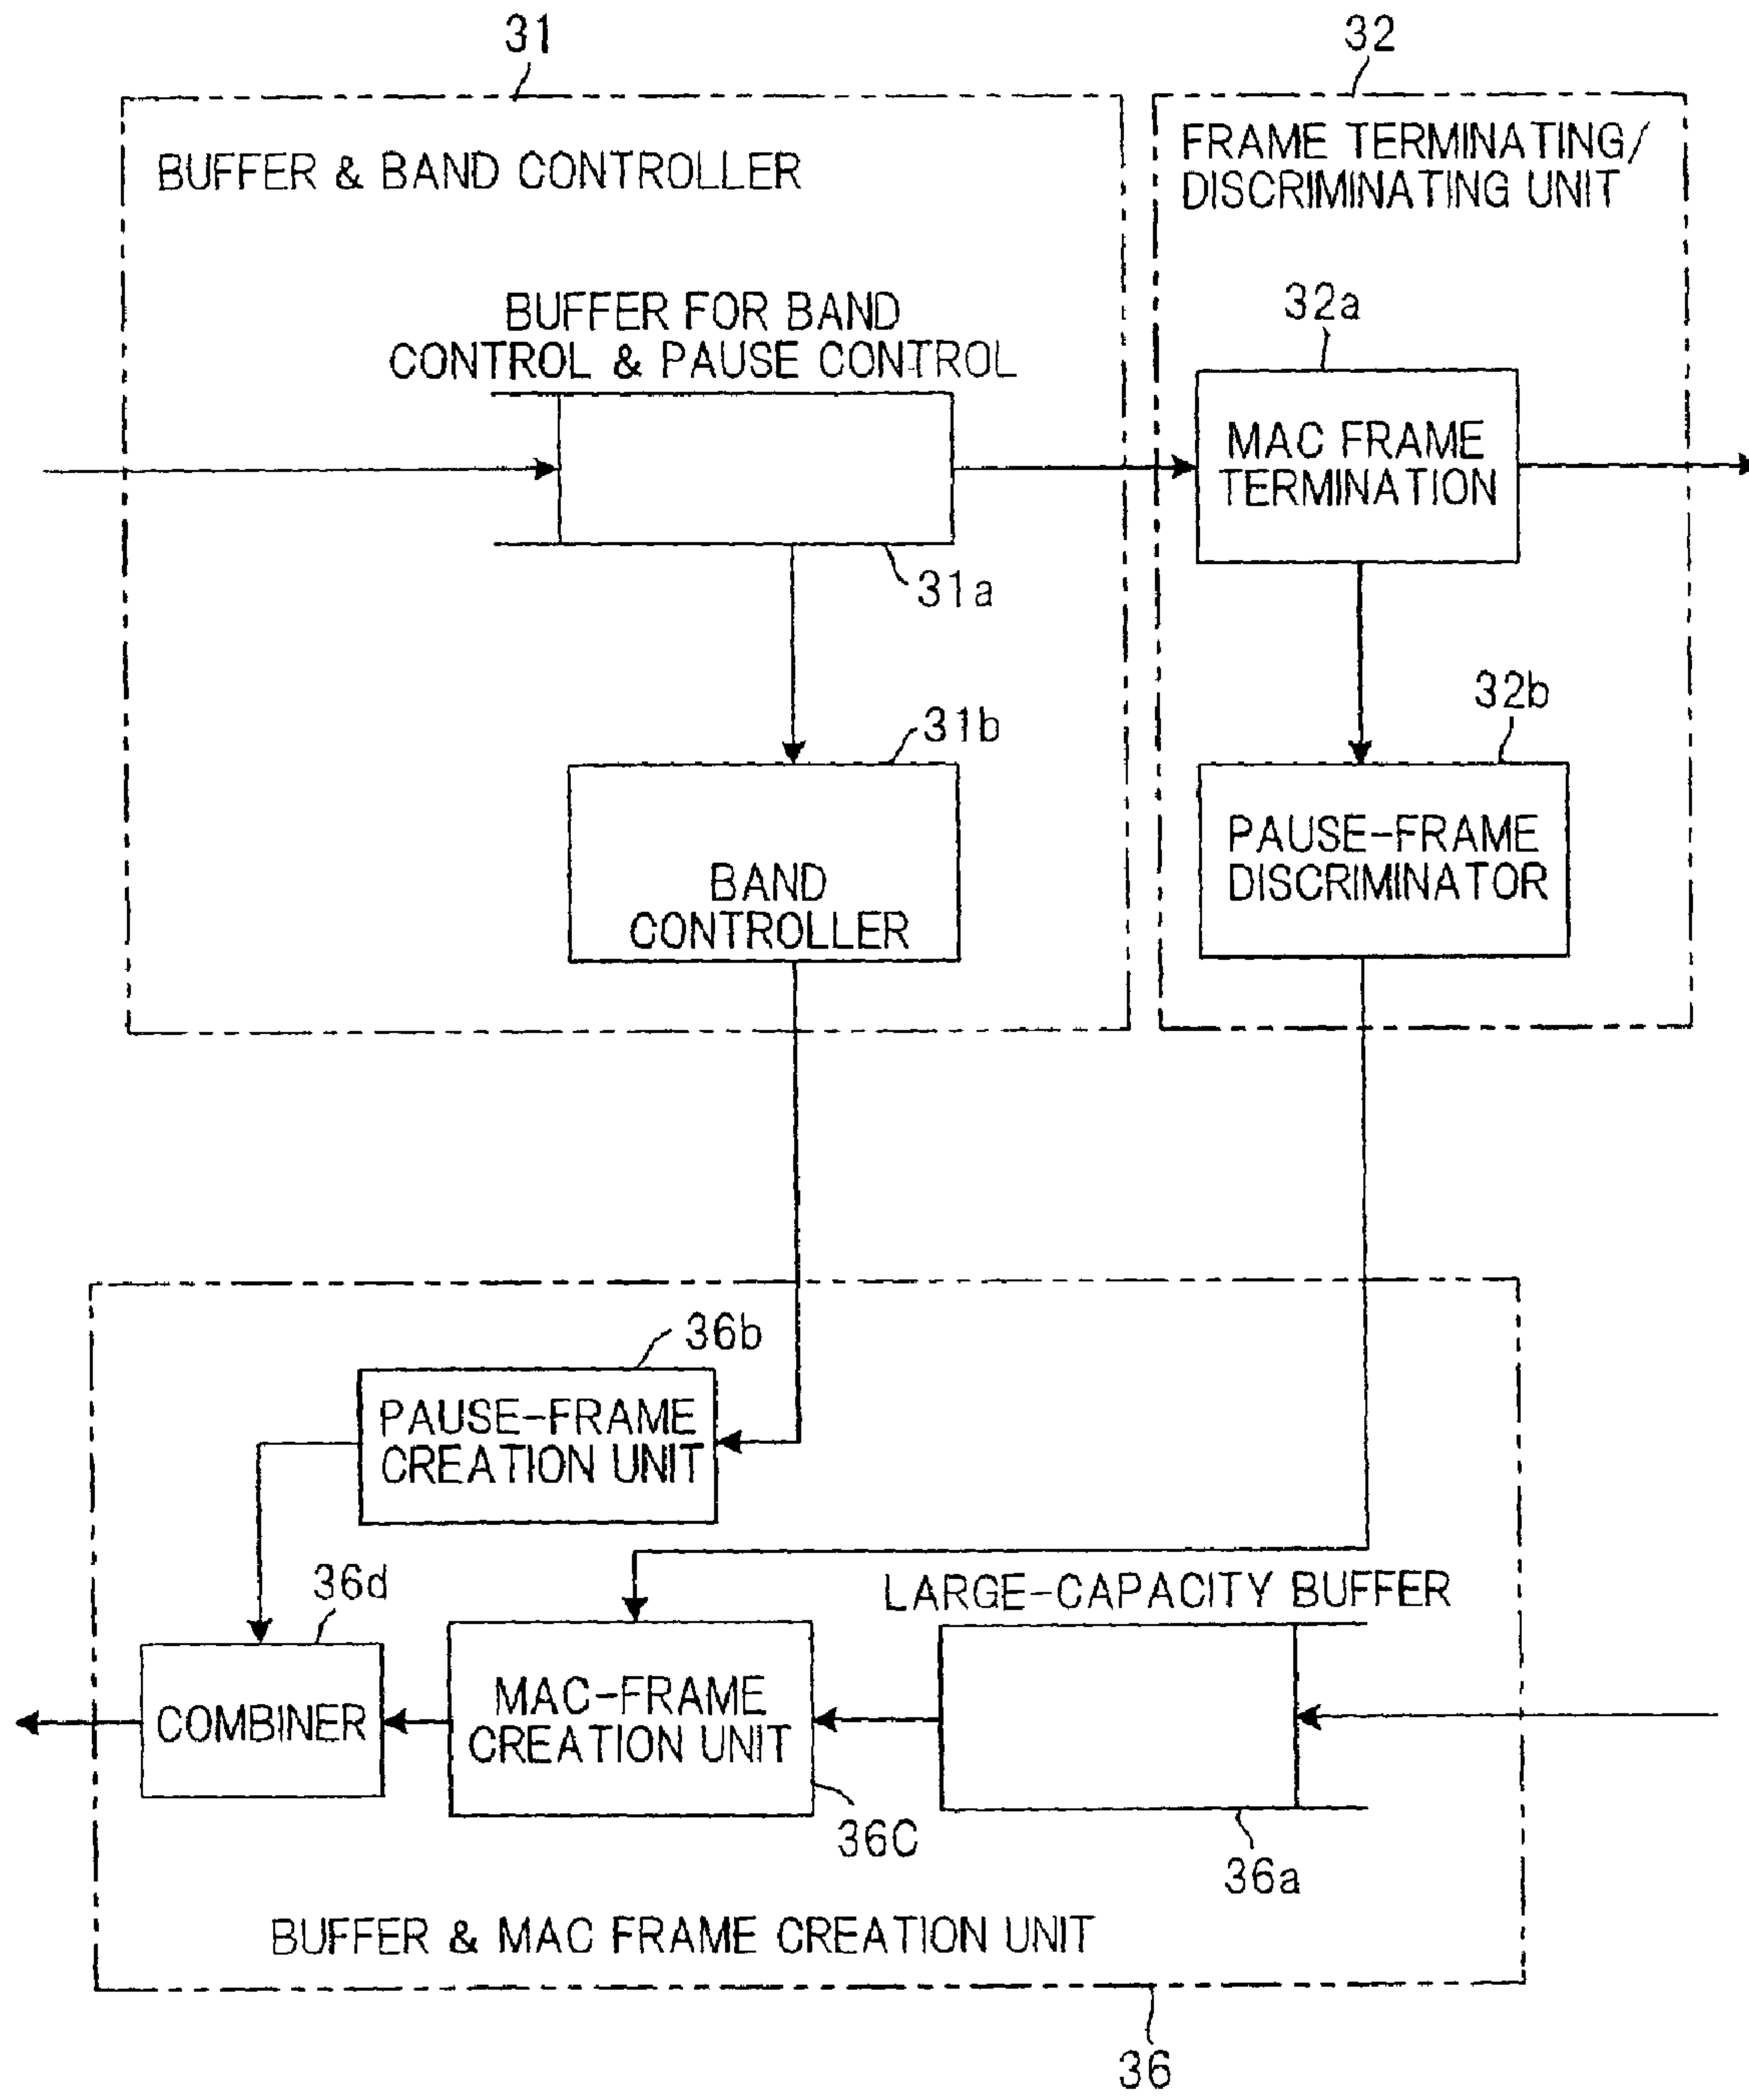 31
32
BUFFER & BAND CONTROLLER
FRAME TERMINATING/
DISCRIMINATING UNIT
BUFFER FOR BAND
CONTROL & PAUSE CONTROL
32a
MAC FRAME
TERMINATION
31a
31b
32b
BAND
CONTROLLER
PAUSE-FRAME
DISCRIMINATOR
36b
PAUSE-FRAME
CREATION UNIT
36d
LARGE-CAPACITY BUFFER
COMBINER
MAC-FRAME
CREATION UNIT
36C
36a
BUFFER & MAC FRAME CREATION UNIT
36